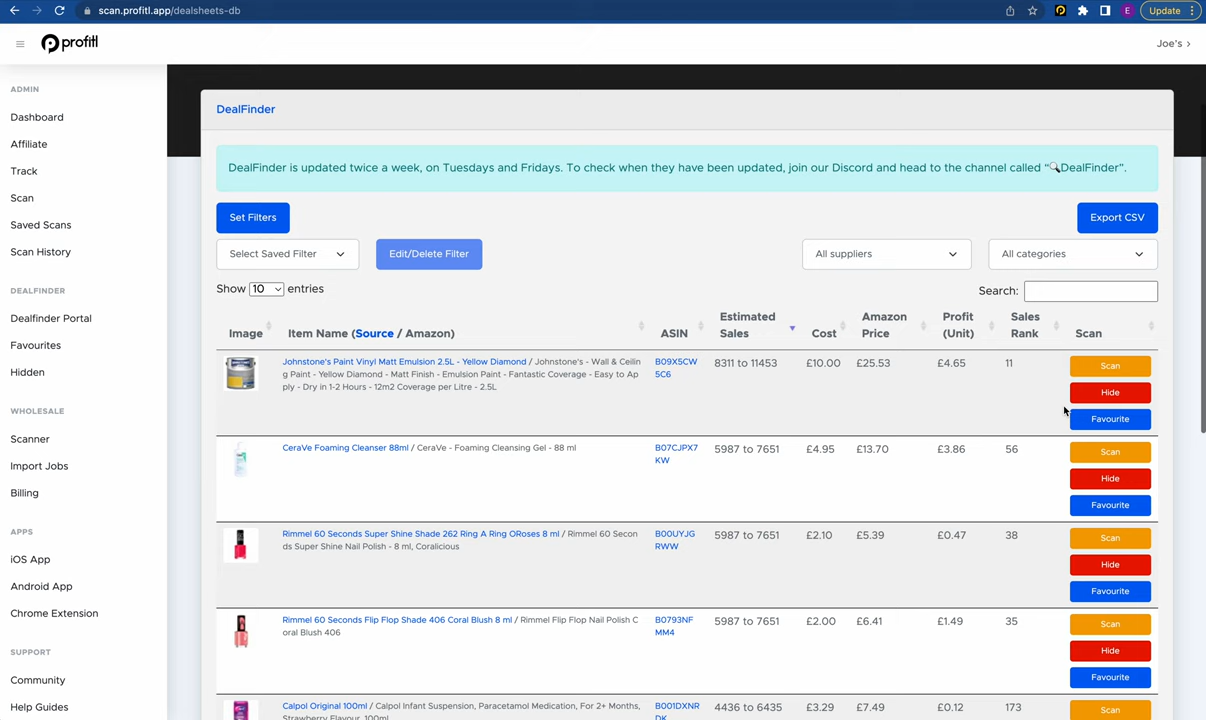 scan.profitl.app/dealsheets-db
E
Update
profitl
Joe's
ADMIN
Dashboard
Affiliate
Track
Scan
Saved Scans
Scan History
DEALFINDER
Dealfinder Portal
Favourites
Hidden
WHOLESALE
Scanner
Import Jobs
Billing
APPS
iOS App
Android App
Chrome Extension
SUPPORT
Community
Help Guides
DealFinder
DealFinder is updated twice a week, on Tuesdays and Fridays. To check when they have been updated, join our Discord and head to the channel called “🔍DealFinder”.
Set Filters
Export CSV
Select Saved Filter
Edit/Delete Filter
All suppliers
All categories
Show 10 entries
Search:
Image
Item Name (Source / Amazon)
ASIN
Estimated
Sales
Cost
Amazon
Price
Profit
(Unit)
Sales
Rank
Scan
Johnstone's Paint Vinyl Matt Emulsion 2.5L - Yellow Diamond / Johnstone's - Wall & Ceilin
g Paint - Yellow Diamond - Matt Finish - Emulsion Paint - Fantastic Coverage - Easy to Ap
ply - Dry in 1-2 Hours - 12m2 Coverage per Litre - 2.5L
B09X5CW
5C6
8311 to 11453
£10.00
£25.53
£4.65
11
Scan
Hide
Favourite
CeraVe Foaming Cleanser 88ml / CeraVe - Foaming Cleansing Gel - 88 ml
B07CJPX7
KW
5987 to 7651
£4.95
£13.70
£3.86
56
Scan
Hide
Favourite
Rimmel 60 Seconds Super Shine Shade 262 Ring A Ring ORoses 8 ml / Rimmel 60 Secon
ds Super Shine Nail Polish - 8 ml, Coralicious
B00UYJG
RWW
5987 to 7651
£2.10
£5.39
£0.47
38
Scan
Hide
Favourite
Rimmel 60 Seconds Flip Flop Shade 406 Coral Blush 8 ml / Rimmel Flip Flop Nail Polish C
oral Blush 406
B0793NF
MM4
5987 to 7651
£2.00
£6.41
£1.49
35
Scan
Hide
Favourite
Calpol Original 100ml / Calpol Infant Suspension, Paracetamol Medication, For 2+ Months,
Strawberry Flavour, 100ml
B001DXNR
DK
4436 to 6435
£3.29
£7.49
£0.12
173
Scan